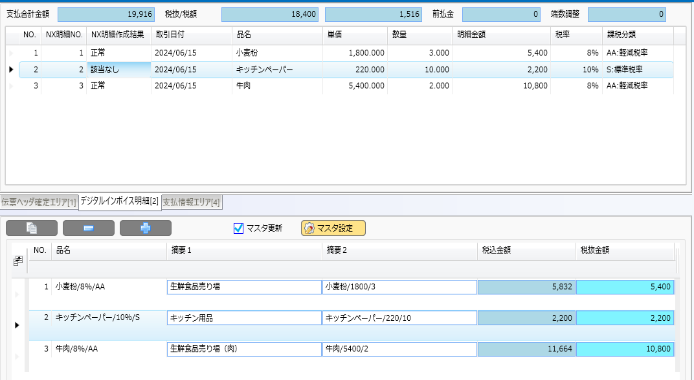 支払合計金額 19,916 税抜/税額 18,400 1,516 前払金 0 端数調整 0
NO. NX明細NO. NX明細作成結果 取引日付 品名 単価 数量 明細金額 税率 課税分類
1 1 正常 2024/06/15 小麦粉 1,800.000 3.000 5,400 8% AA:軽減税率
2 2 該当なし 2024/06/15 キッチンペーパー 220.000 10.000 2,200 10% S:標準税率
3 3 正常 2024/06/15 牛肉 5,400.000 2.000 10,800 8% AA:軽減税率
伝票ヘッダ確定エリア[1] デジタルインボイス明細[2] 支払情報エリア[4]
マスタ更新 マスタ設定
NO. 品名 摘要1 摘要2 税込金額 税抜金額
1 小麦粉/8%/AA 生鮮食品売り場 小麦粉/1800/3 5,832 5,400
2 キッチンペーパー/10%/S キッチン用品 キッチンペーパー/220/10 2,200 2,200
3 牛肉/8%/AA 生鮮食品売り場（肉） 牛肉/5400/2 11,664 10,800